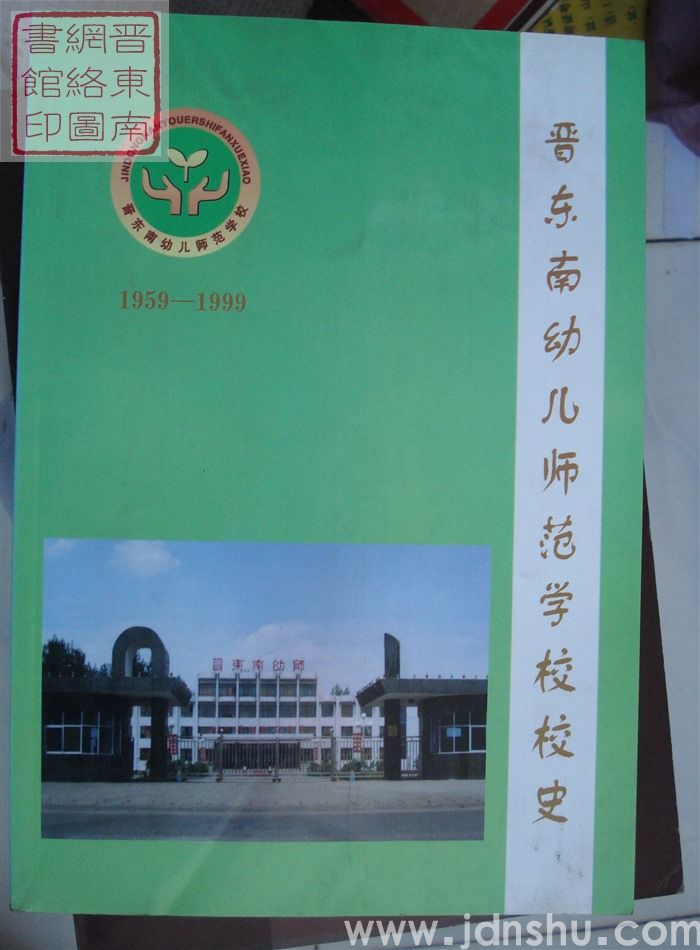 晋東南
網絡圖
書館印
JINDONGNANYOUERSHIFANXUEXIAO
晋东南幼儿师范学校
1959—1999
晋东南幼儿师范学校校史
晋東南幼師
www.jdnshu.com